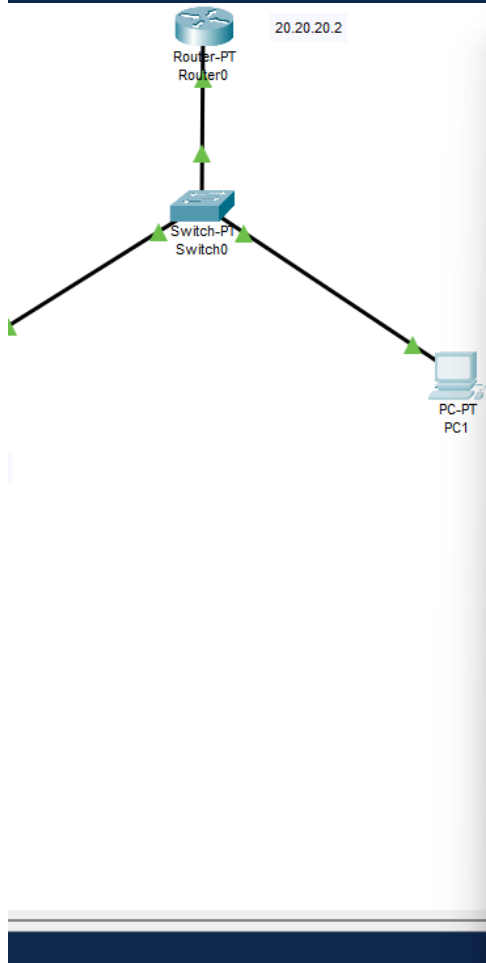 20.20.20.2
Router-PT
Router0
Switch-PT
Switch0
PC-PT
PC1